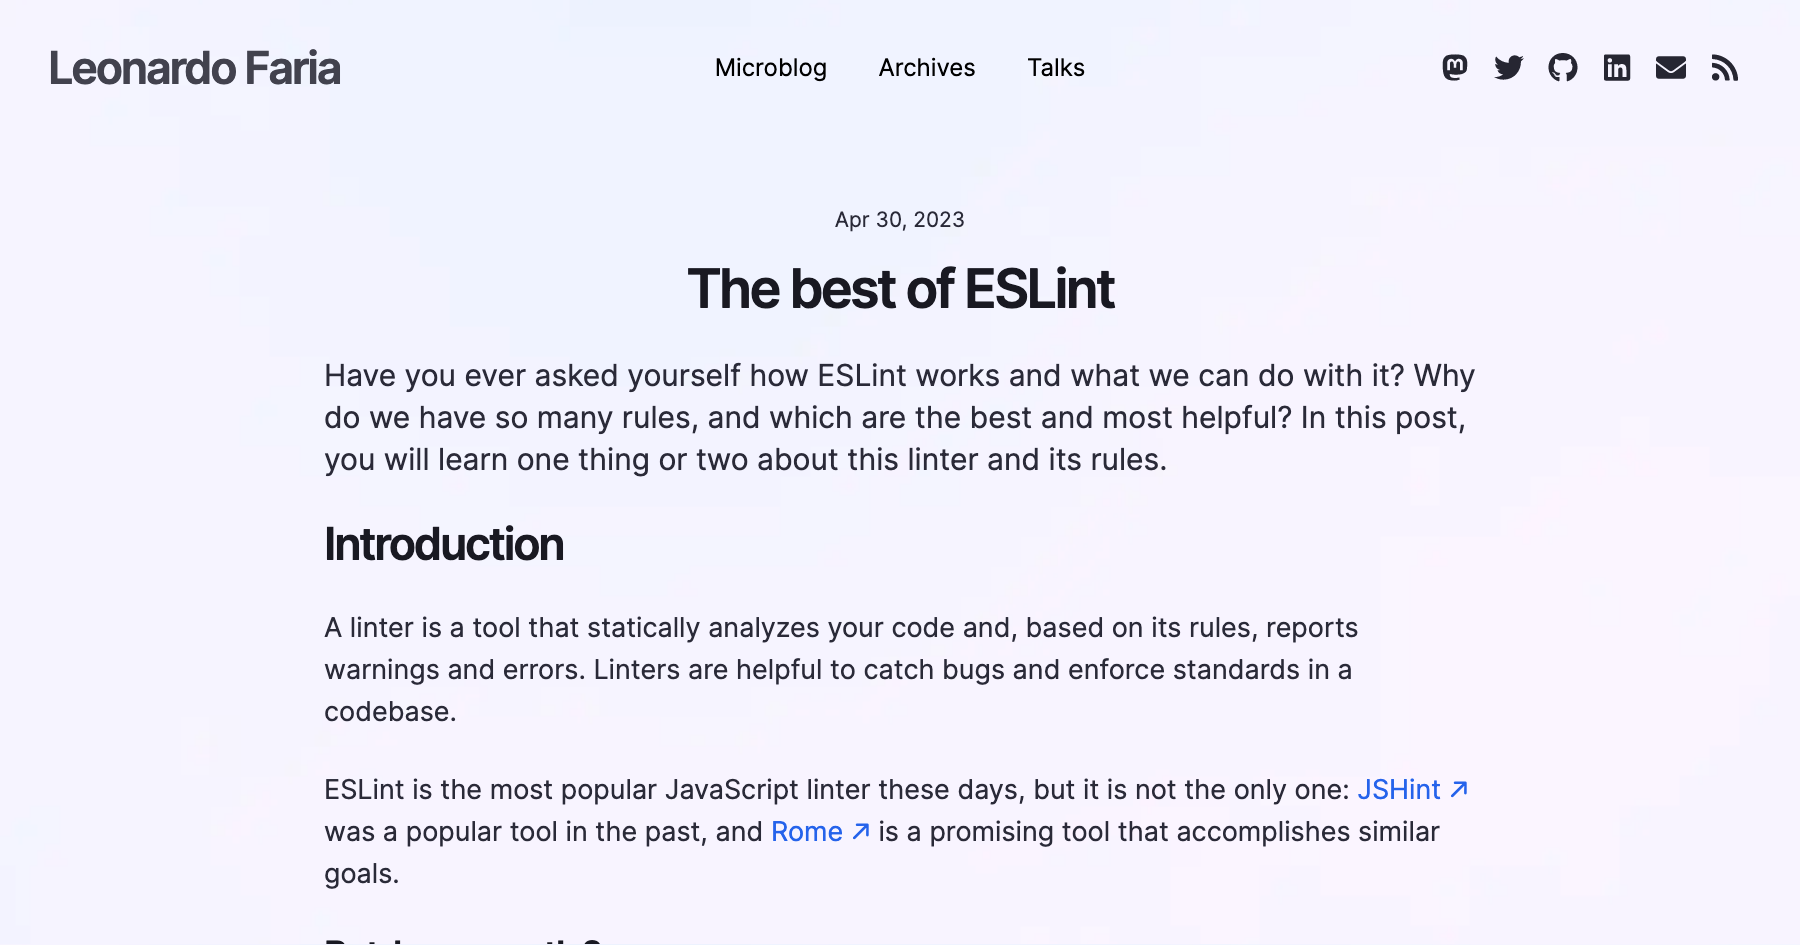 Leonardo Faria
Microblog
Archives
Talks
Apr 30, 2023
The best of ESLint
Have you ever asked yourself how ESLint works and what we can do with it? Why
do we have so many rules, and which are the best and most helpful? In this post,
you will learn one thing or two about this linter and its rules.
Introduction
A linter is a tool that statically analyzes your code and, based on its rules, reports
warnings and errors. Linters are helpful to catch bugs and enforce standards in a
codebase.
ESLint is the most popular JavaScript linter these days, but it is not the only one: JSHint ↗
was a popular tool in the past, and Rome ↗ is a promising tool that accomplishes similar
goals.